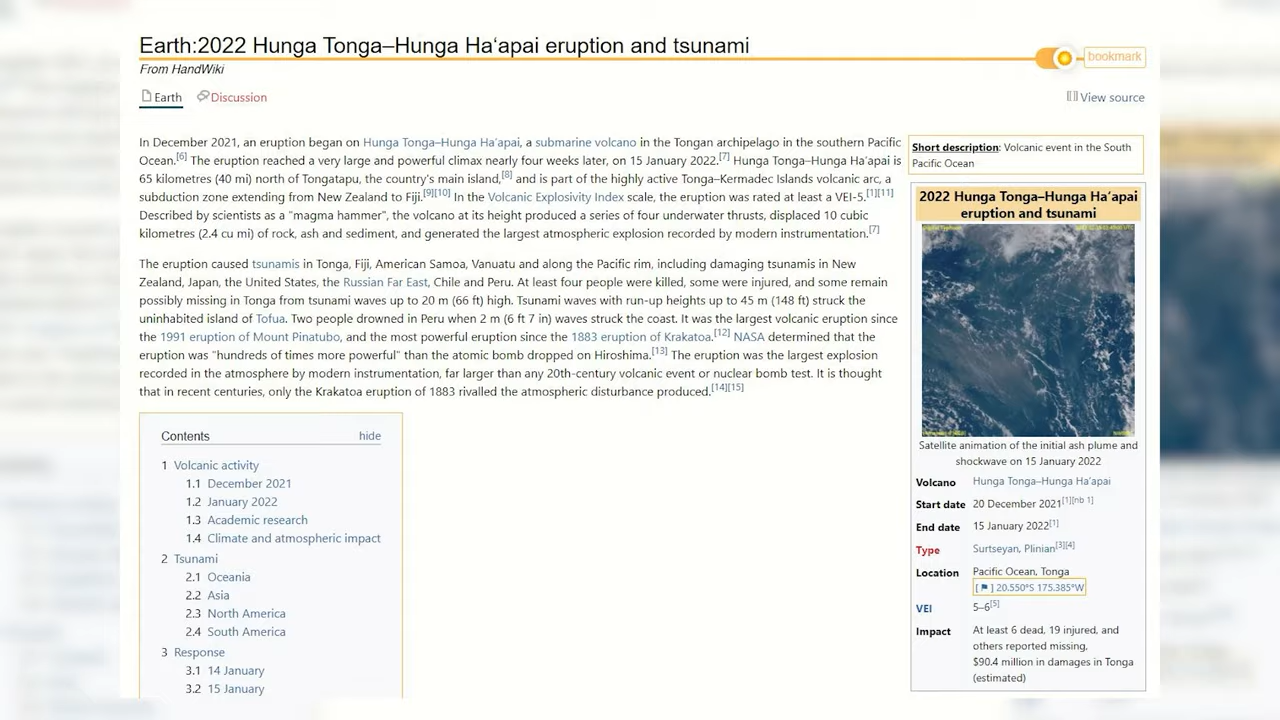 Earth:2022 Hunga Tonga–Hunga Haʻapai eruption and tsunami
bookmark
From HandWiki
Earth
Discussion
View source
In December 2021, an eruption began on Hunga Tonga–Hunga Haʻapai, a submarine volcano in the Tongan archipelago in the southern Pacific
Ocean.[6] The eruption reached a very large and powerful climax nearly four weeks later, on 15 January 2022.[7] Hunga Tonga–Hunga Haʻapai is
65 kilometres (40 mi) north of Tongatapu, the country's main island,[8] and is part of the highly active Tonga–Kermadec Islands volcanic arc, a
subduction zone extending from New Zealand to Fiji.[9][10] In the Volcanic Explosivity Index scale, the eruption was rated at least a VEI-5.[1][11]
Described by scientists as a "magma hammer", the volcano at its height produced a series of four underwater thrusts, displaced 10 cubic
kilometres (2.4 cu mi) of rock, ash and sediment, and generated the largest atmospheric explosion recorded by modern instrumentation.[7]
The eruption caused tsunamis in Tonga, Fiji, American Samoa, Vanuatu and along the Pacific rim, including damaging tsunamis in New
Zealand, Japan, the United States, the Russian Far East, Chile and Peru. At least four people were killed, some were injured, and some remain
possibly missing in Tonga from tsunami waves up to 20 m (66 ft) high. Tsunami waves with run-up heights up to 45 m (148 ft) struck the
uninhabited island of Tofua. Two people drowned in Peru when 2 m (6 ft 7 in) waves struck the coast. It was the largest volcanic eruption since
the 1991 eruption of Mount Pinatubo, and the most powerful eruption since the 1883 eruption of Krakatoa.[12] NASA determined that the
eruption was "hundreds of times more powerful" than the atomic bomb dropped on Hiroshima.[13] The eruption was the largest explosion
recorded in the atmosphere by modern instrumentation, far larger than any 20th-century volcanic event or nuclear bomb test. It is thought
that in recent centuries, only the Krakatoa eruption of 1883 rivalled the atmospheric disturbance produced.[14][15]
Contents
hide
1 Volcanic activity
1.1 December 2021
1.2 January 2022
1.3 Academic research
1.4 Climate and atmospheric impact
2 Tsunami
2.1 Oceania
2.2 Asia
2.3 North America
2.4 South America
3 Response
3.1 14 January
3.2 15 January
Short description: Volcanic event in the South
Pacific Ocean
2022 Hunga Tonga–Hunga Haʻapai
eruption and tsunami
Satellite animation of the initial ash plume and
shockwave on 15 January 2022
Volcano Hunga Tonga–Hunga Haʻapai
Start date 20 December 2021[1][nb 1]
End date 15 January 2022[1]
Type Surtseyan, Plinian[3][4]
Location Pacific Ocean, Tonga
[ ⚑ ] 20.550°S 175.385°W
VEI 5–6[5]
Impact At least 6 dead, 19 injured, and
others reported missing,
$90.4 million in damages in Tonga
(estimated)